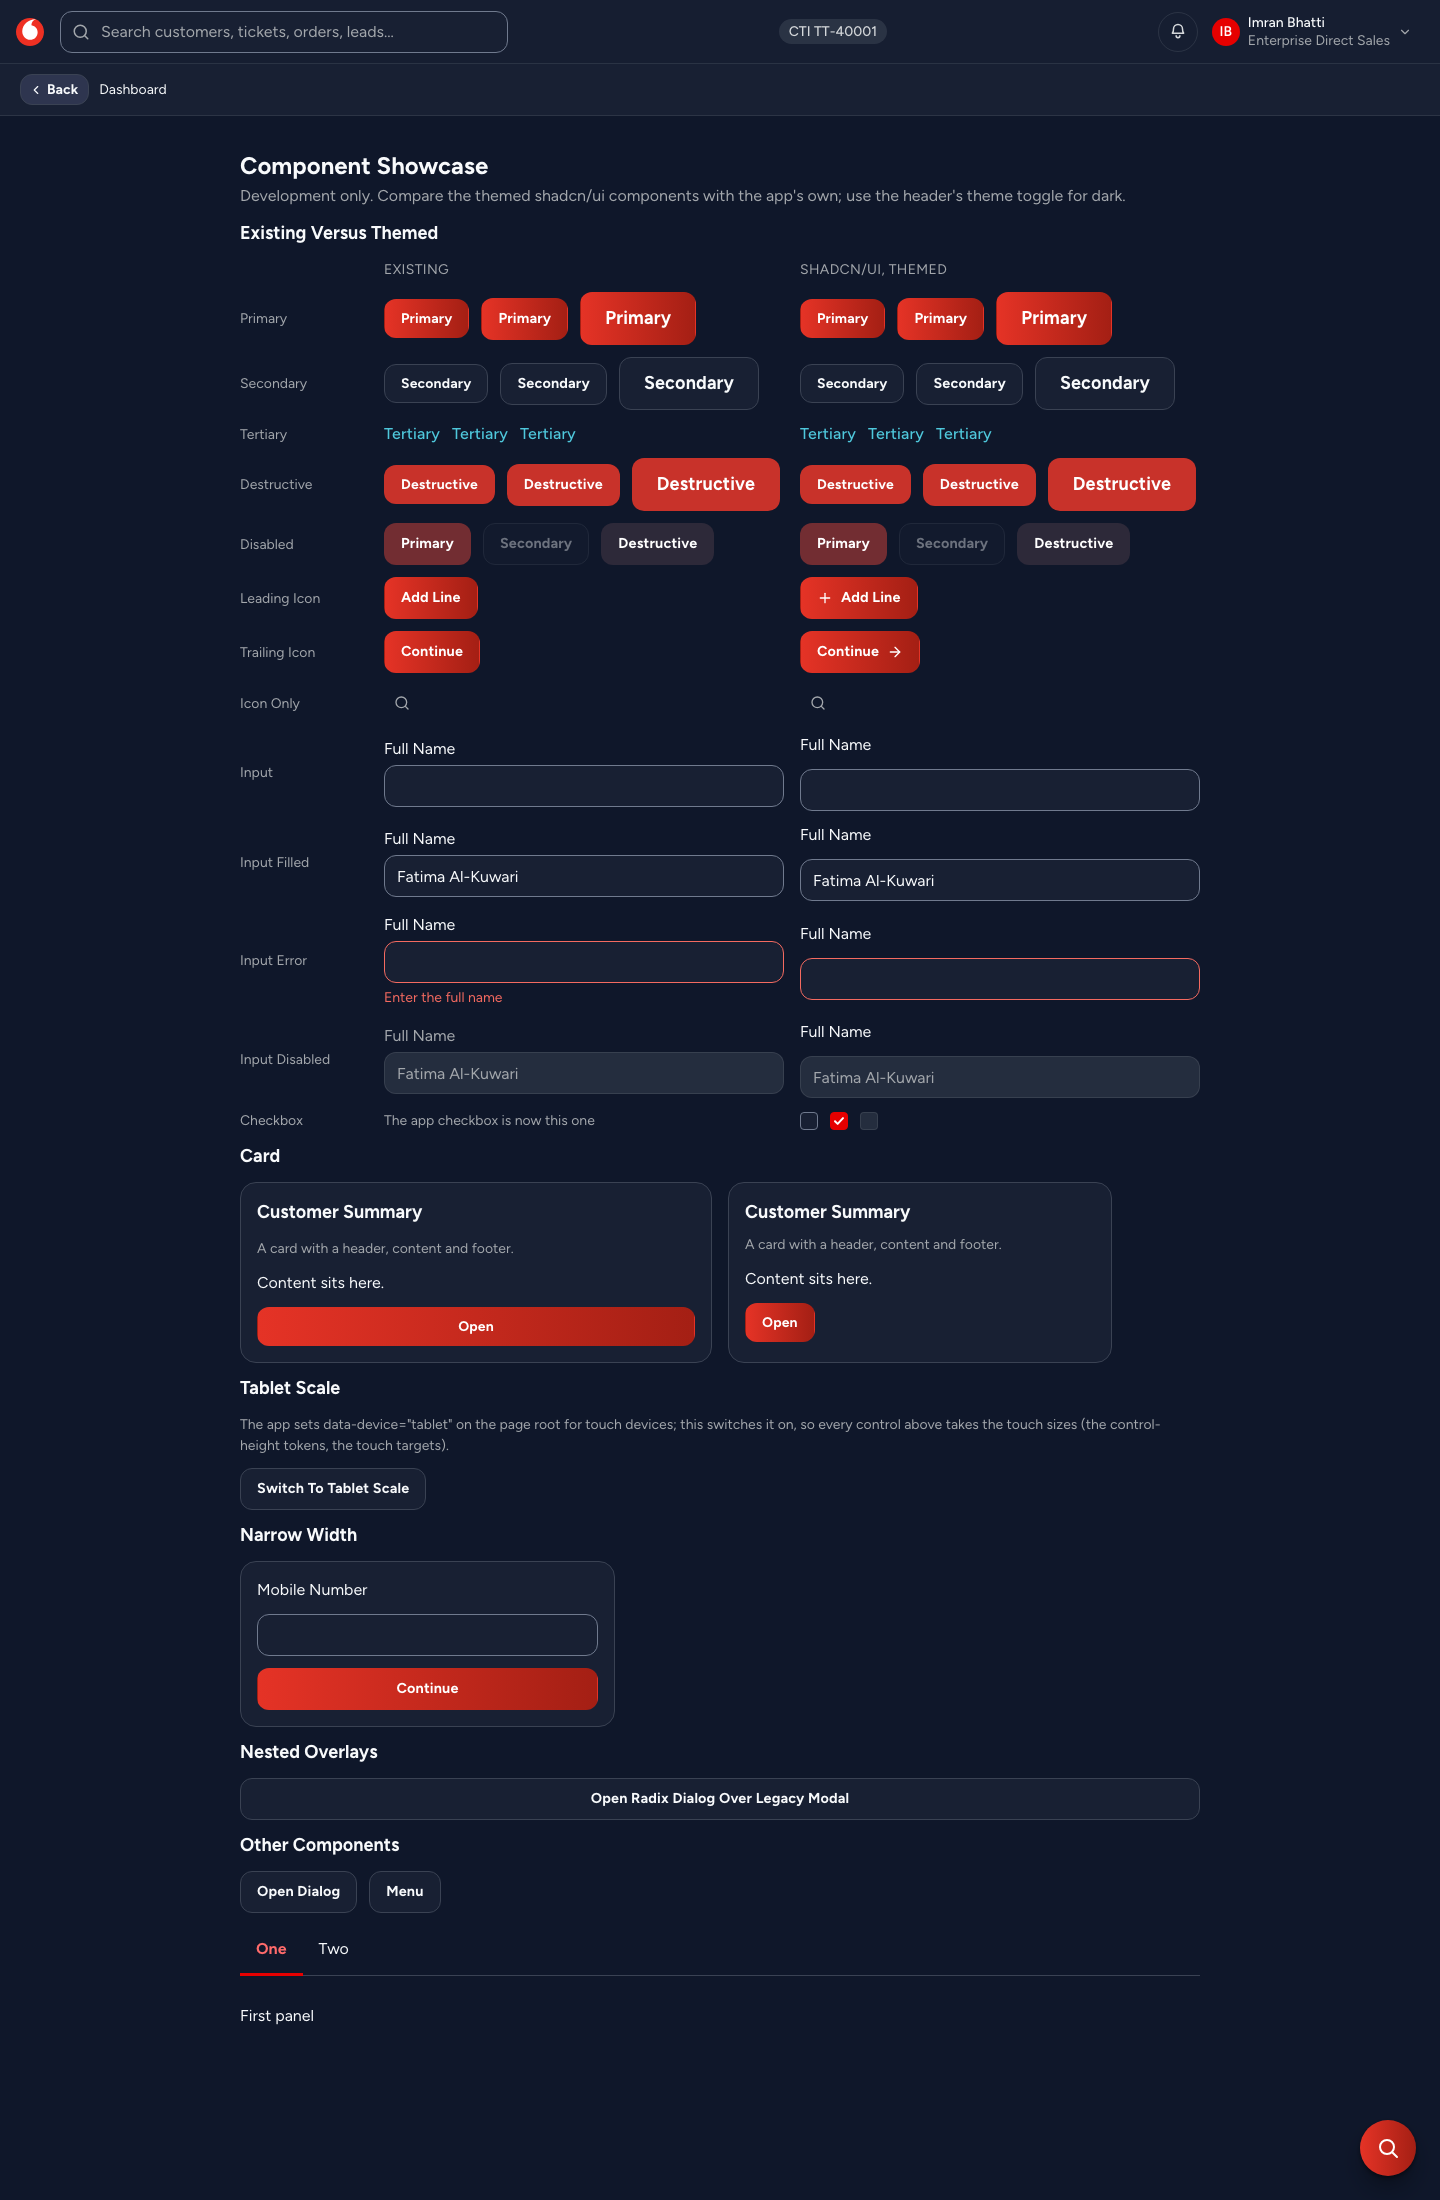 Search customers, tickets, orders, leads...
CTI TT-40001
IB
Imran Bhatti
Enterprise Direct Sales
Back
Dashboard
Component Showcase
Development only. Compare the themed shadcn/ui components with the app's own; use the header's theme toggle for dark.
Existing Versus Themed
EXISTING
SHADCN/UI, THEMED
Primary
Primary Primary Primary
Primary Primary Primary
Secondary
Secondary Secondary Secondary
Secondary Secondary Secondary
Tertiary
Tertiary Tertiary Tertiary
Tertiary Tertiary Tertiary
Destructive
Destructive Destructive Destructive
Destructive Destructive Destructive
Disabled
Primary Secondary Destructive
Primary Secondary Destructive
Leading Icon
Add Line
Add Line
Trailing Icon
Continue
Continue
Icon Only
Input
Full Name
Full Name
Input Filled
Full Name
Fatima Al-Kuwari
Full Name
Fatima Al-Kuwari
Input Error
Full Name
Enter the full name
Full Name
Input Disabled
Full Name
Fatima Al-Kuwari
Full Name
Fatima Al-Kuwari
Checkbox
The app checkbox is now this one
Card
Customer Summary
A card with a header, content and footer.
Content sits here.
Open
Customer Summary
A card with a header, content and footer.
Content sits here.
Open
Tablet Scale
The app sets data-device="tablet" on the page root for touch devices; this switches it on, so every control above takes the touch sizes (the control-
height tokens, the touch targets).
Switch To Tablet Scale
Narrow Width
Mobile Number
Continue
Nested Overlays
Open Radix Dialog Over Legacy Modal
Other Components
Open Dialog
Menu
One
Two
First panel